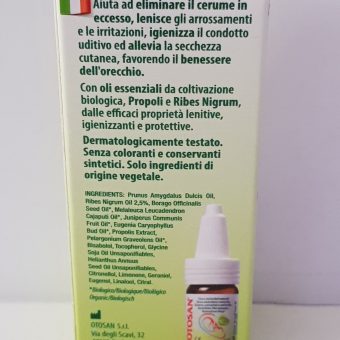 Aiuta ad eliminare il cerume in
eccesso, lenisce gli arrossamenti
e le irritazioni, igienizza il condotto
uditivo ed allevia la secchezza
cutanea, favorendo il benessere
dell'orecchio.
Con oli essenziali da coltivazione
biologica, Propoli e Ribes Nigrum,
dalle efficaci proprietà lenitive,
igienizzanti e protettive.
Dermatologicamente testato.
Senza coloranti e conservanti
sintetici. Solo ingredienti di
origine vegetale.
INGREDIENTS: Prunus Amygdalus Dulcis Oil,
Ribes Nigrum Oil 2,5%, Borago Officinalis
Seed Oil*, Melaleuca Leucadendron
Cajaputi Oil*, Juniperus Communis
Fruit Oil*, Eugenia Caryophyllus
Bud Oil*, Propolis Extract,
Pelargonium Graveolens Oil*,
Bisabolol, Tocopherol, Glycine
Soja Oil Unsaponifiables,
Helianthus Annuus
Seed Oil Unsaponifiables,
Citronellol, Limonene, Geraniol,
Eugenol, Linalool, Citral.
*Biologico/Biologique/Biológico
Organic/Biologisch
OTOSAN S.r.l.
Via degli Scavi, 32
OTOSAN